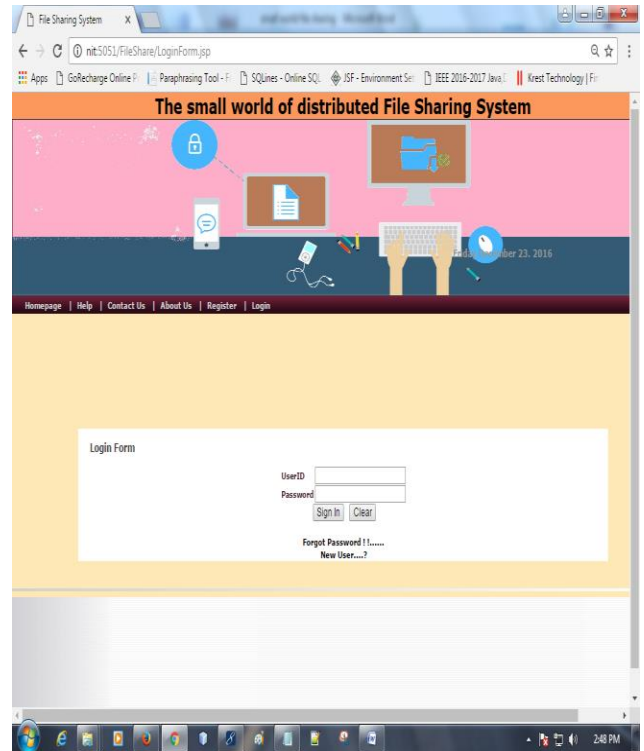 File Sharing System
nit:5051/FileShare/LoginForm.jsp
Apps GoRecharge Online P Paraphrasing Tool - F SQLines - Online SQL JSF - Environment Se IEEE 2016-2017 Java Krest Technology | Fi
The small world of distributed File Sharing System
23. 2016
Homepage | Help | Contact Us | About Us | Register | Login
Login Form
UserID
Password
Sign In Clear
Forgot Password !!......
New User....?
2:48 PM